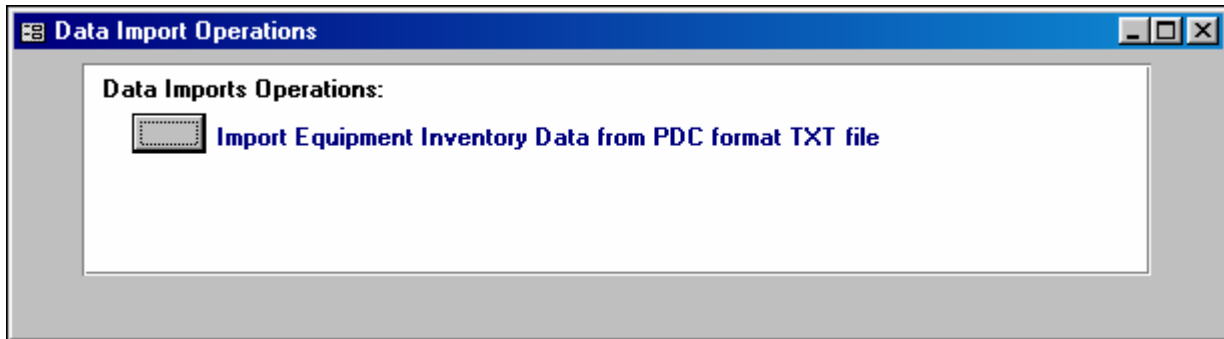 Data Import Operations
Data Imports Operations:
Import Equipment Inventory Data from PDC format TXT file